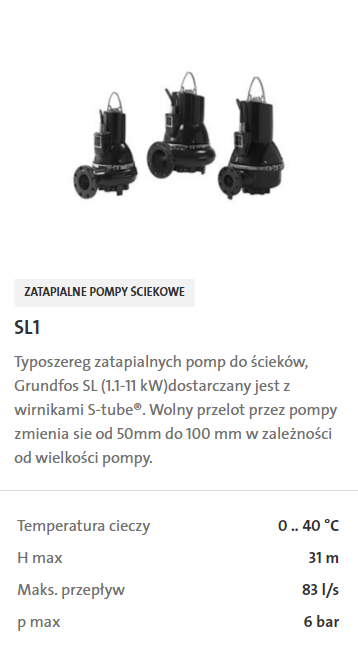 ZATAPIALNE POMPY ŚCIEKOWE
SL1
Typoszereg zatapialnych pomp do ścieków,
Grundfos SL (1.1-11 kW)dostarczany jest z
wirnikami S-tube®. Wolny przelot przez pompy
zmienia sie od 50mm do 100 mm w zależności
od wielkości pompy.
Temperatura cieczy 0 .. 40 °C
H max 31 m
Maks. przepływ 83 l/s
p max 6 bar